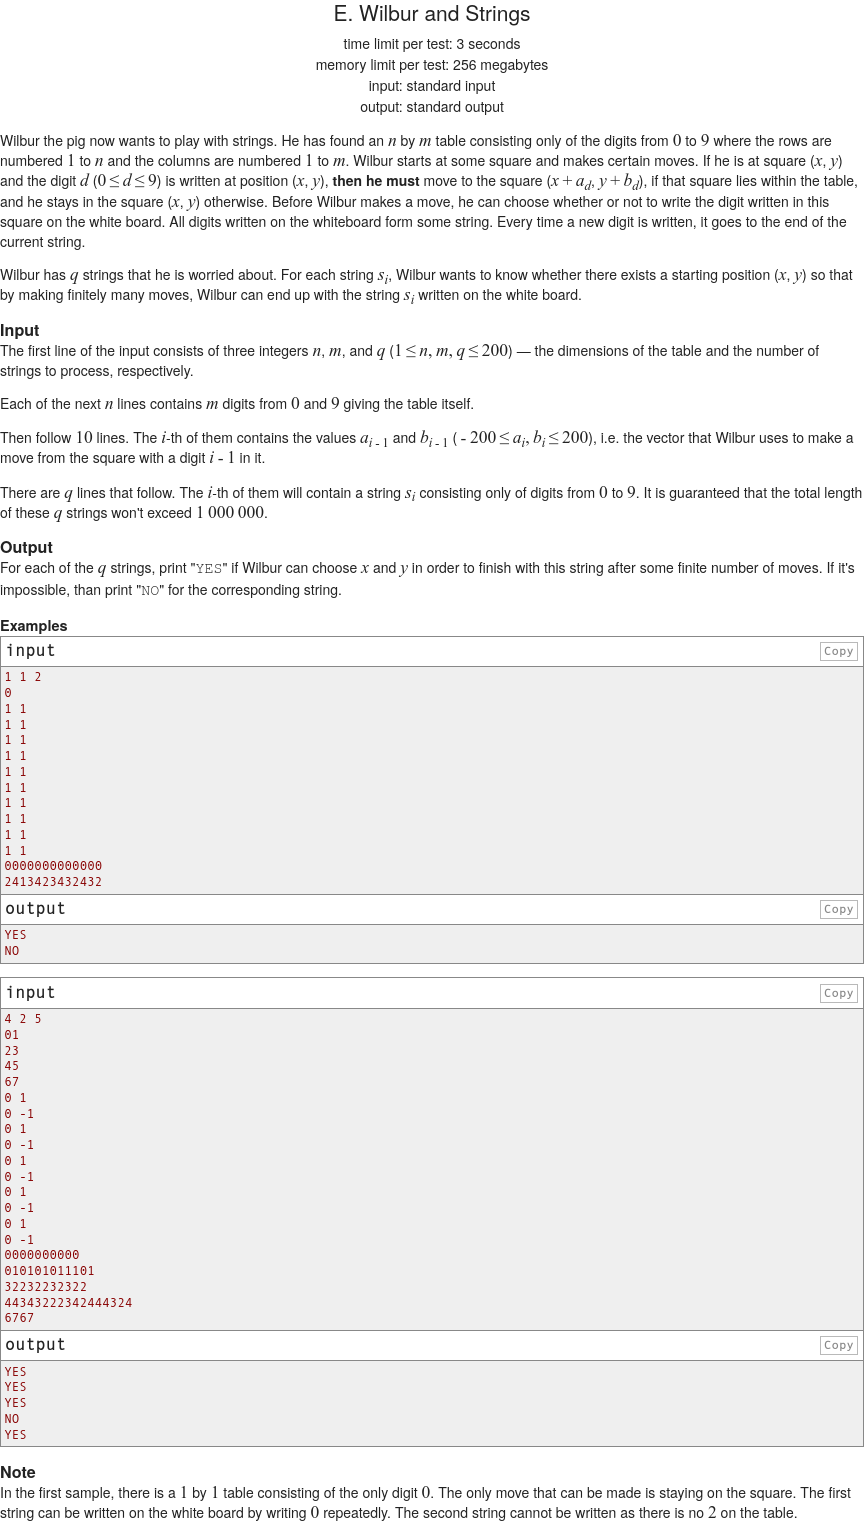 E. Wilbur and Strings
time limit per test: 3 seconds
memory limit per test: 256 megabytes
input: standard input
output: standard output
Wilbur the pig now wants to play with strings. He has found an n by m table consisting only of the digits from 0 to 9 where the rows are
numbered 1 to n and the columns are numbered 1 to m. Wilbur starts at some square and makes certain moves. If he is at square (x, y)
and the digit d (0 ≤ d ≤ 9) is written at position (x, y), then he must move to the square (x + a_d, y + b_d), if that square lies within the table,
and he stays in the square (x, y) otherwise. Before Wilbur makes a move, he can choose whether or not to write the digit written in this
square on the white board. All digits written on the whiteboard form some string. Every time a new digit is written, it goes to the end of the
current string.
Wilbur has q strings that he is worried about. For each string s_i, Wilbur wants to know whether there exists a starting position (x, y) so that
by making finitely many moves, Wilbur can end up with the string s_i written on the white board.
Input
The first line of the input consists of three integers n, m, and q (1 ≤ n, m, q ≤ 200) — the dimensions of the table and the number of
strings to process, respectively.
Each of the next n lines contains m digits from 0 and 9 giving the table itself.
Then follow 10 lines. The i-th of them contains the values a_{i - 1} and b_{i - 1} ( - 200 ≤ a_i, b_i ≤ 200), i.e. the vector that Wilbur uses to make a
move from the square with a digit i - 1 in it.
There are q lines that follow. The i-th of them will contain a string s_i consisting only of digits from 0 to 9. It is guaranteed that the total length
of these q strings won't exceed 1 000 000.
Output
For each of the q strings, print "YES" if Wilbur can choose x and y in order to finish with this string after some finite number of moves. If it's
impossible, than print "NO" for the corresponding string.
Examples
input Copy
1 1 2
0
1 1
1 1
1 1
1 1
1 1
1 1
1 1
1 1
1 1
1 1
0000000000000
2413423432432
output Copy
YES
NO
input Copy
4 2 5
01
23
45
67
0 1
0 -1
0 1
0 -1
0 1
0 -1
0 1
0 -1
0 1
0 -1
0000000000
010101011101
32232232322
44343222342444324
6767
output Copy
YES
YES
YES
NO
YES
Note
In the first sample, there is a 1 by 1 table consisting of the only digit 0. The only move that can be made is staying on the square. The first
string can be written on the white board by writing 0 repeatedly. The second string cannot be written as there is no 2 on the table.